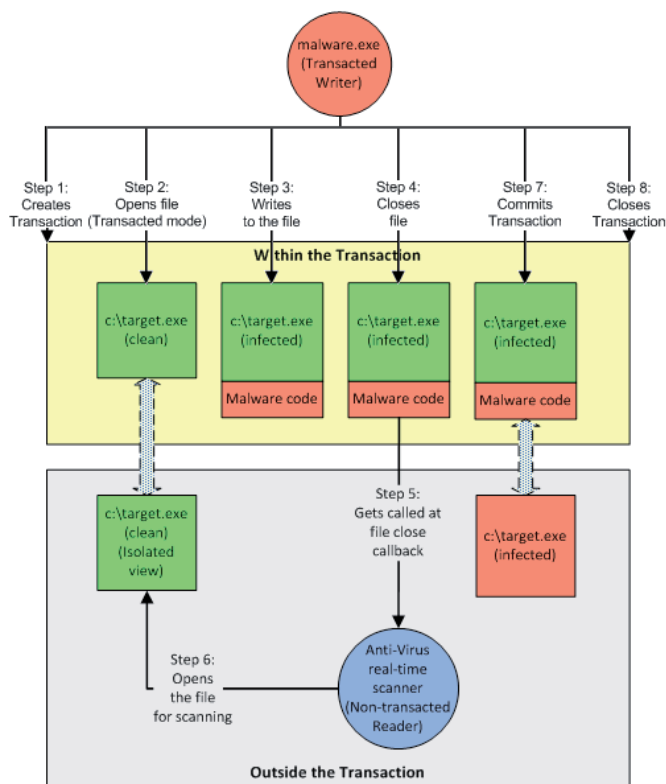 malware.exe
(Transacted
Writer)
Step 1:
Creates
Transaction
Step 2:
Opens file
(Transacted mode)
Step 3:
Writes
to the file
Step 4:
Closes
file
Step 7:
Commits
Transaction
Step 8:
Closes
Transaction
Within the Transaction
c:\target.exe
(clean)
c:\target.exe
(infected)
Malware code
c:\target.exe
(infected)
Malware code
c:\target.exe
(infected)
Malware code
c:\target.exe
(clean)
(Isolated
view)
Step 5:
Gets called at
file close
callback
c:\target.exe
(infected)
Step 6:
Opens
the file
for scanning
Anti-Virus
real-time
scanner
(Non-transacted
Reader)
Outside the Transaction